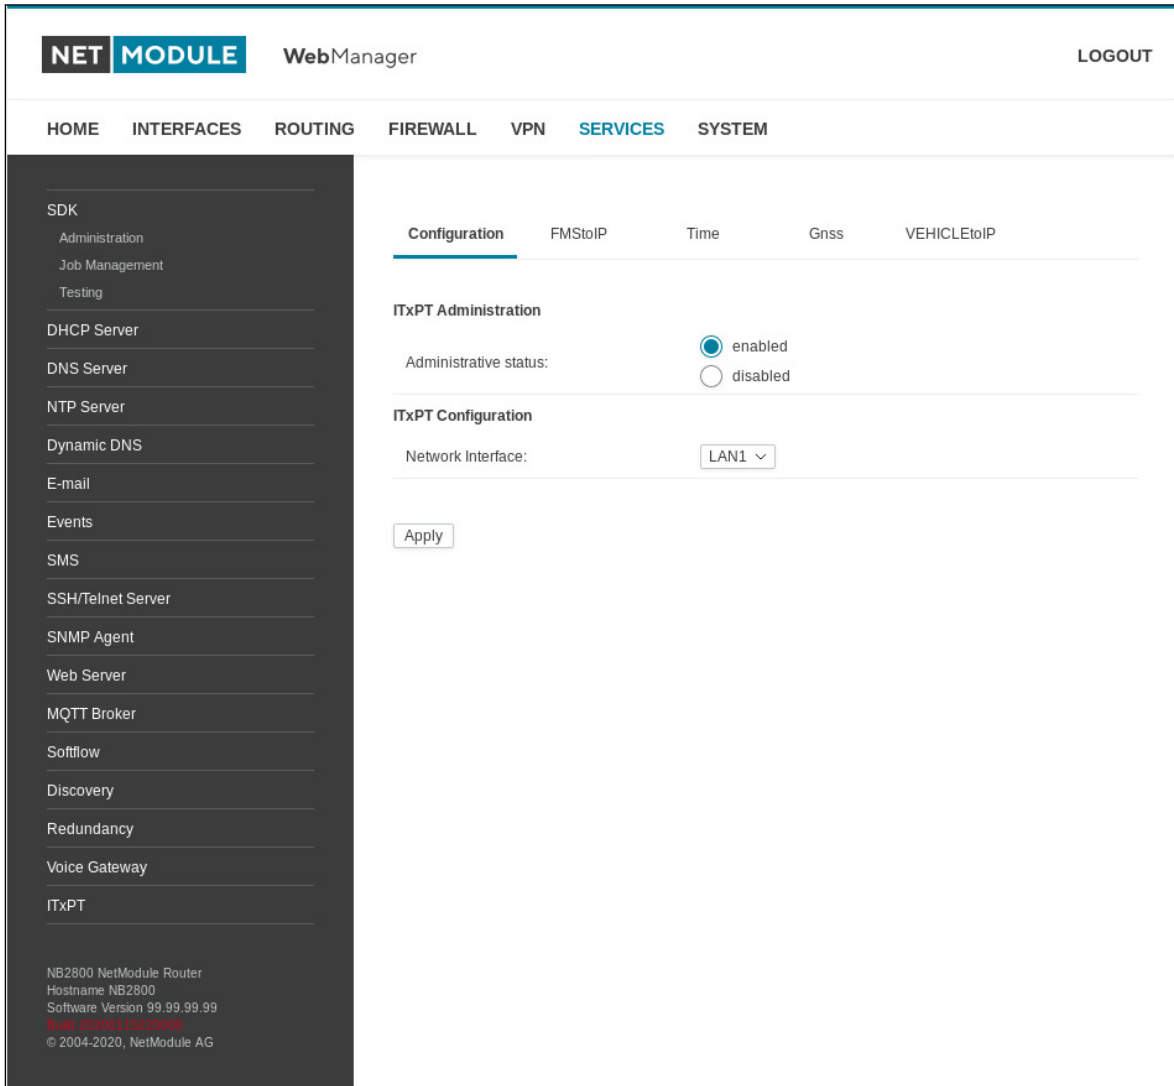 NET MODULE WebManager LOGOUT
HOME INTERFACES ROUTING FIREWALL VPN SERVICES SYSTEM
SDK
Administration
Job Management
Testing
DHCP Server
DNS Server
NTP Server
Dynamic DNS
E-mail
Events
SMS
SSH/Telnet Server
SNMP Agent
Web Server
MQTT Broker
Softflow
Discovery
Redundancy
Voice Gateway
ITxPT
NB2800 NetModule Router
Hostname NB2800
Software Version 99.99.99.99
Build
© 2004-2020, NetModule AG
Configuration FMStoIP Time Gnss VEHICLEtoIP
ITxPT Administration
Administrative status:
enabled
disabled
ITxPT Configuration
Network Interface: LAN1
Apply